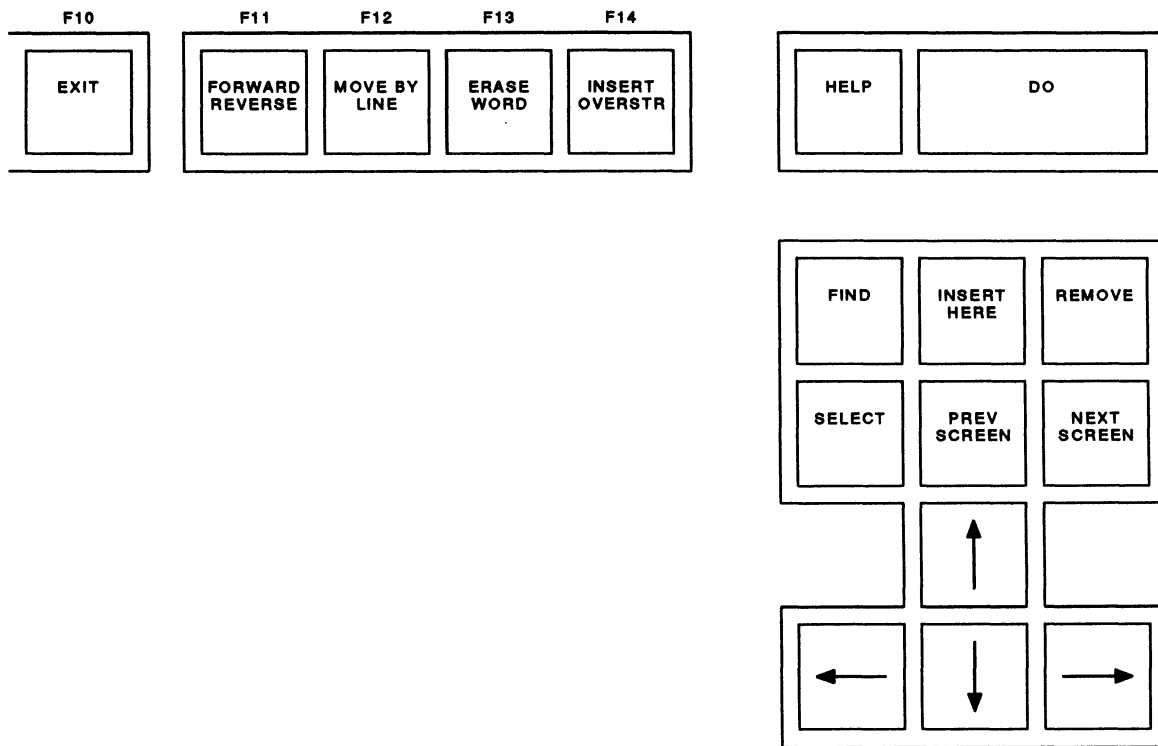 F10 F11 F12 F13 F14
EXIT
FORWARD
REVERSE
MOVE BY
LINE
ERASE
WORD
INSERT
OVERSTR
HELP
DO
FIND
INSERT
HERE
REMOVE
SELECT
PREV
SCREEN
NEXT
SCREEN